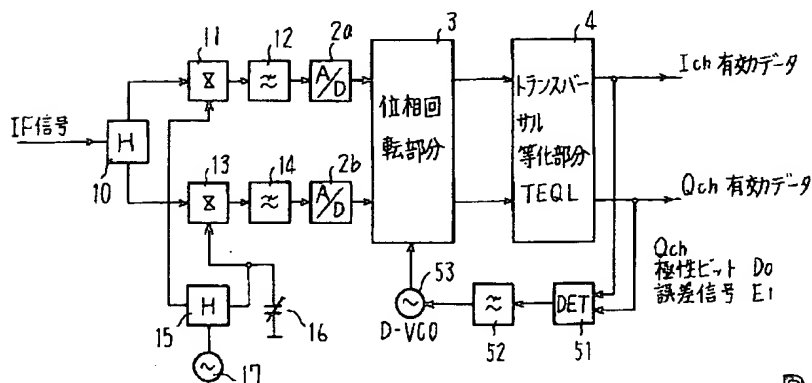 11
12
2a
3
4
A/D
IF信号
H
10
位相回
転部分
トランスバー
サル
等化部分
TEQL
Ich 有効データ
13
14
2b
A/D
Qch 有効データ
53
D-VCO
52
DET
51
Qch
極性ビット D0
誤差信号 E1
H
15
16
17